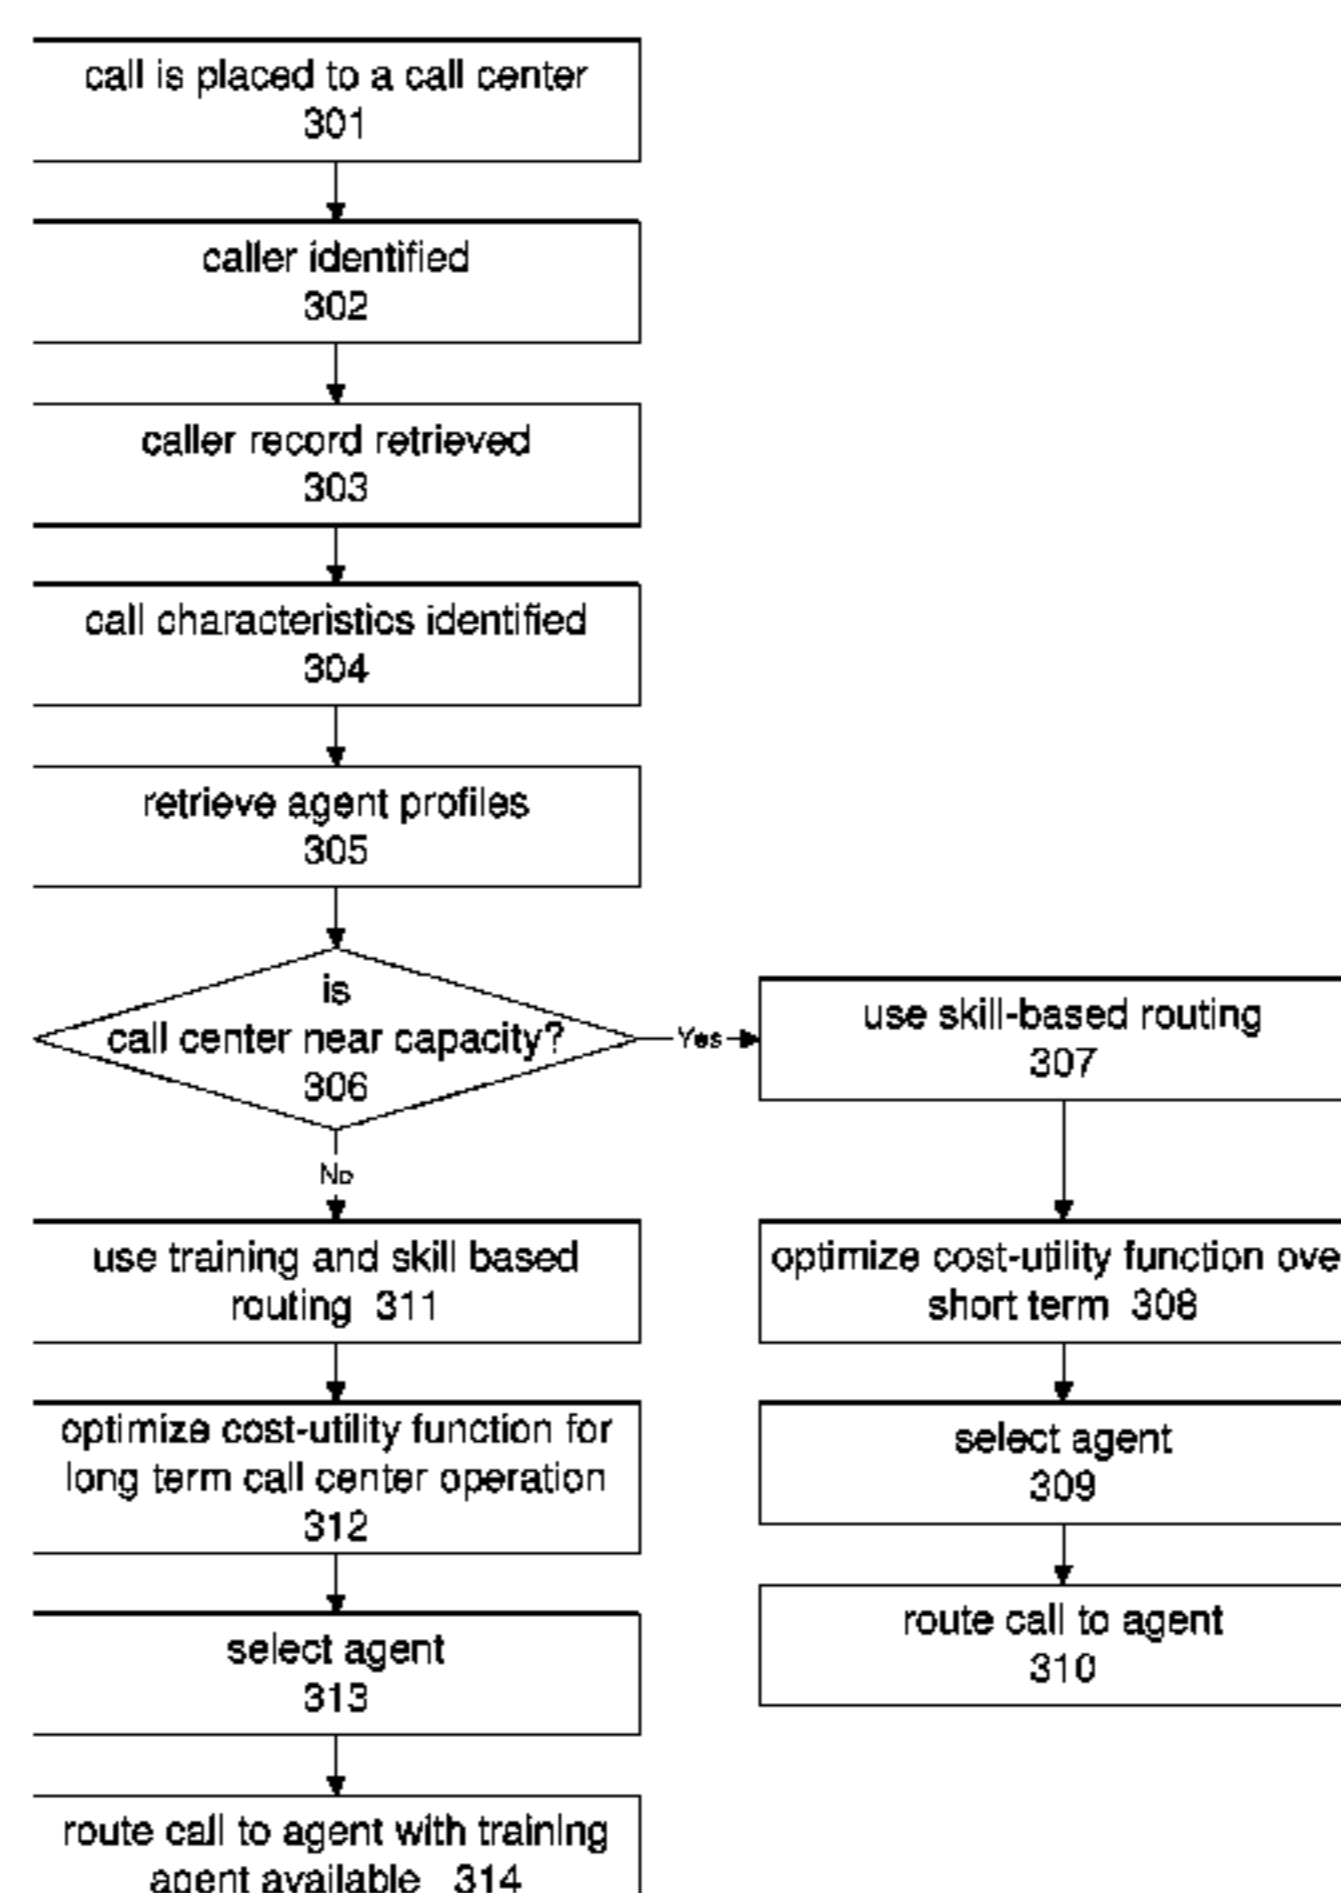 call is placed to a call center
301
caller identified
302
caller record retrieved
303
call characteristics identified
304
retrieve agent profiles
305
is
call center near capacity?
306
Yes
use skill-based routing
307
No
use training and skill based
routing 311
optimize cost-utility function ove
short term 308
optimize cost-utility function for
long term call center operation
312
select agent
309
select agent
313
route call to agent
310
route call to agent with training
agent available 314